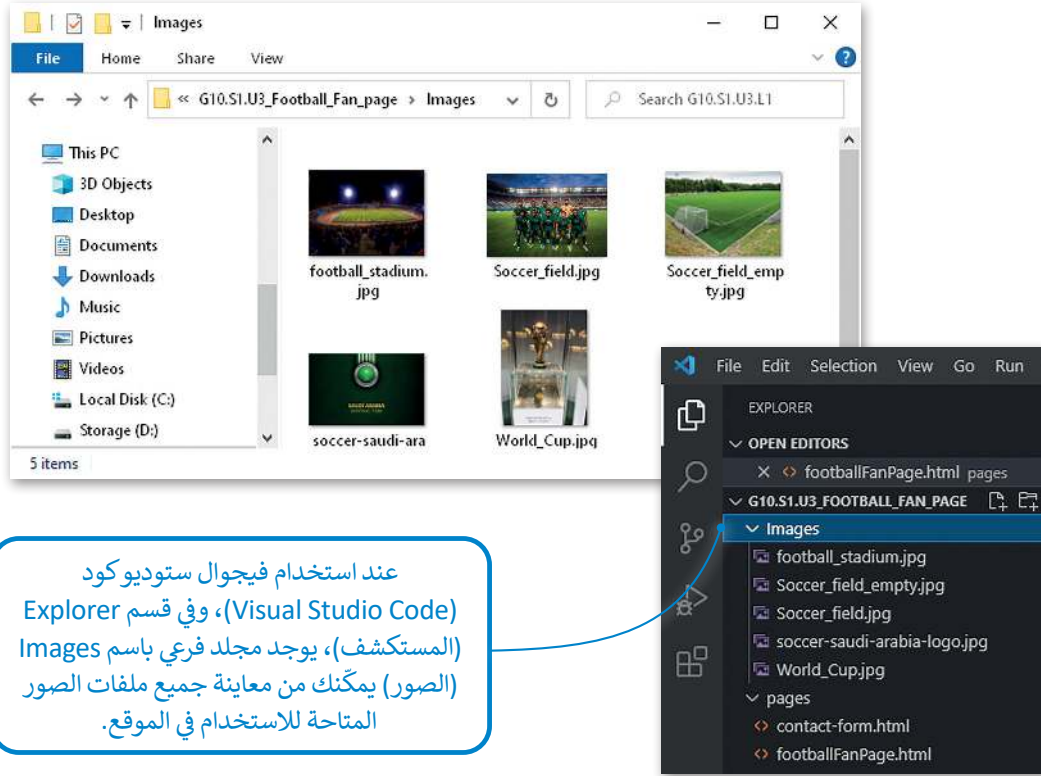 Images
File Home Share View
« G10.S1.U3_Football_Fan_page › Images
Search G10.S1.U3.L1
This PC
3D Objects
Desktop
Documents
Downloads
Music
Pictures
Videos
Local Disk (C:)
Storage (D:)
football_stadium.
jpg
Soccer_field.jpg
Soccer_field_emp
ty.jpg
SAUDI ARABIA
soccer-saudi-ara
World_Cup.jpg
5 items
File Edit Selection View Go Run
EXPLORER
OPEN EDITORS
footballFanPage.html pages
G10.S1.U3_FOOTBALL_FAN_PAGE
Images
football_stadium.jpg
Soccer_field_empty.jpg
Soccer_field.jpg
soccer-saudi-arabia-logo.jpg
World_Cup.jpg
pages
contact-form.html
footballFanPage.html
عند استخدام فيجوال ستوديو كود
(Visual Studio Code)، وفي قسم Explorer
(المستكشف)، يوجد مجلد فرعي باسم Images
(الصور) يمكّنك من معاينة جميع ملفات الصور
المتاحة للاستخدام في الموقع.